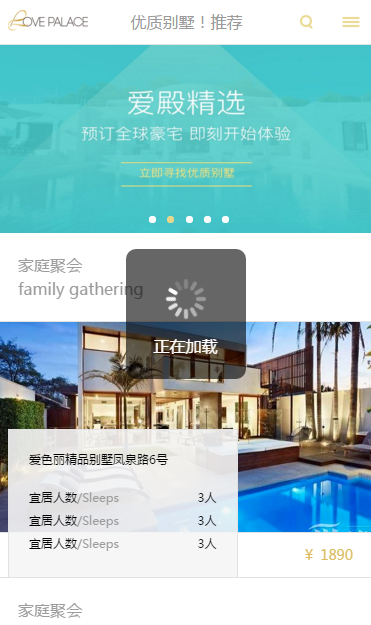 LOVE PALACE
优质别墅！推荐
爱殿精选
预订全球豪宅 即刻开始体验
立即寻找优质别墅
家庭聚会
family gathering
正在加载
爱色丽精品别墅凤泉路6号
宜居人数/Sleeps 3人
宜居人数/Sleeps 3人
宜居人数/Sleeps 3人
¥ 1890
家庭聚会